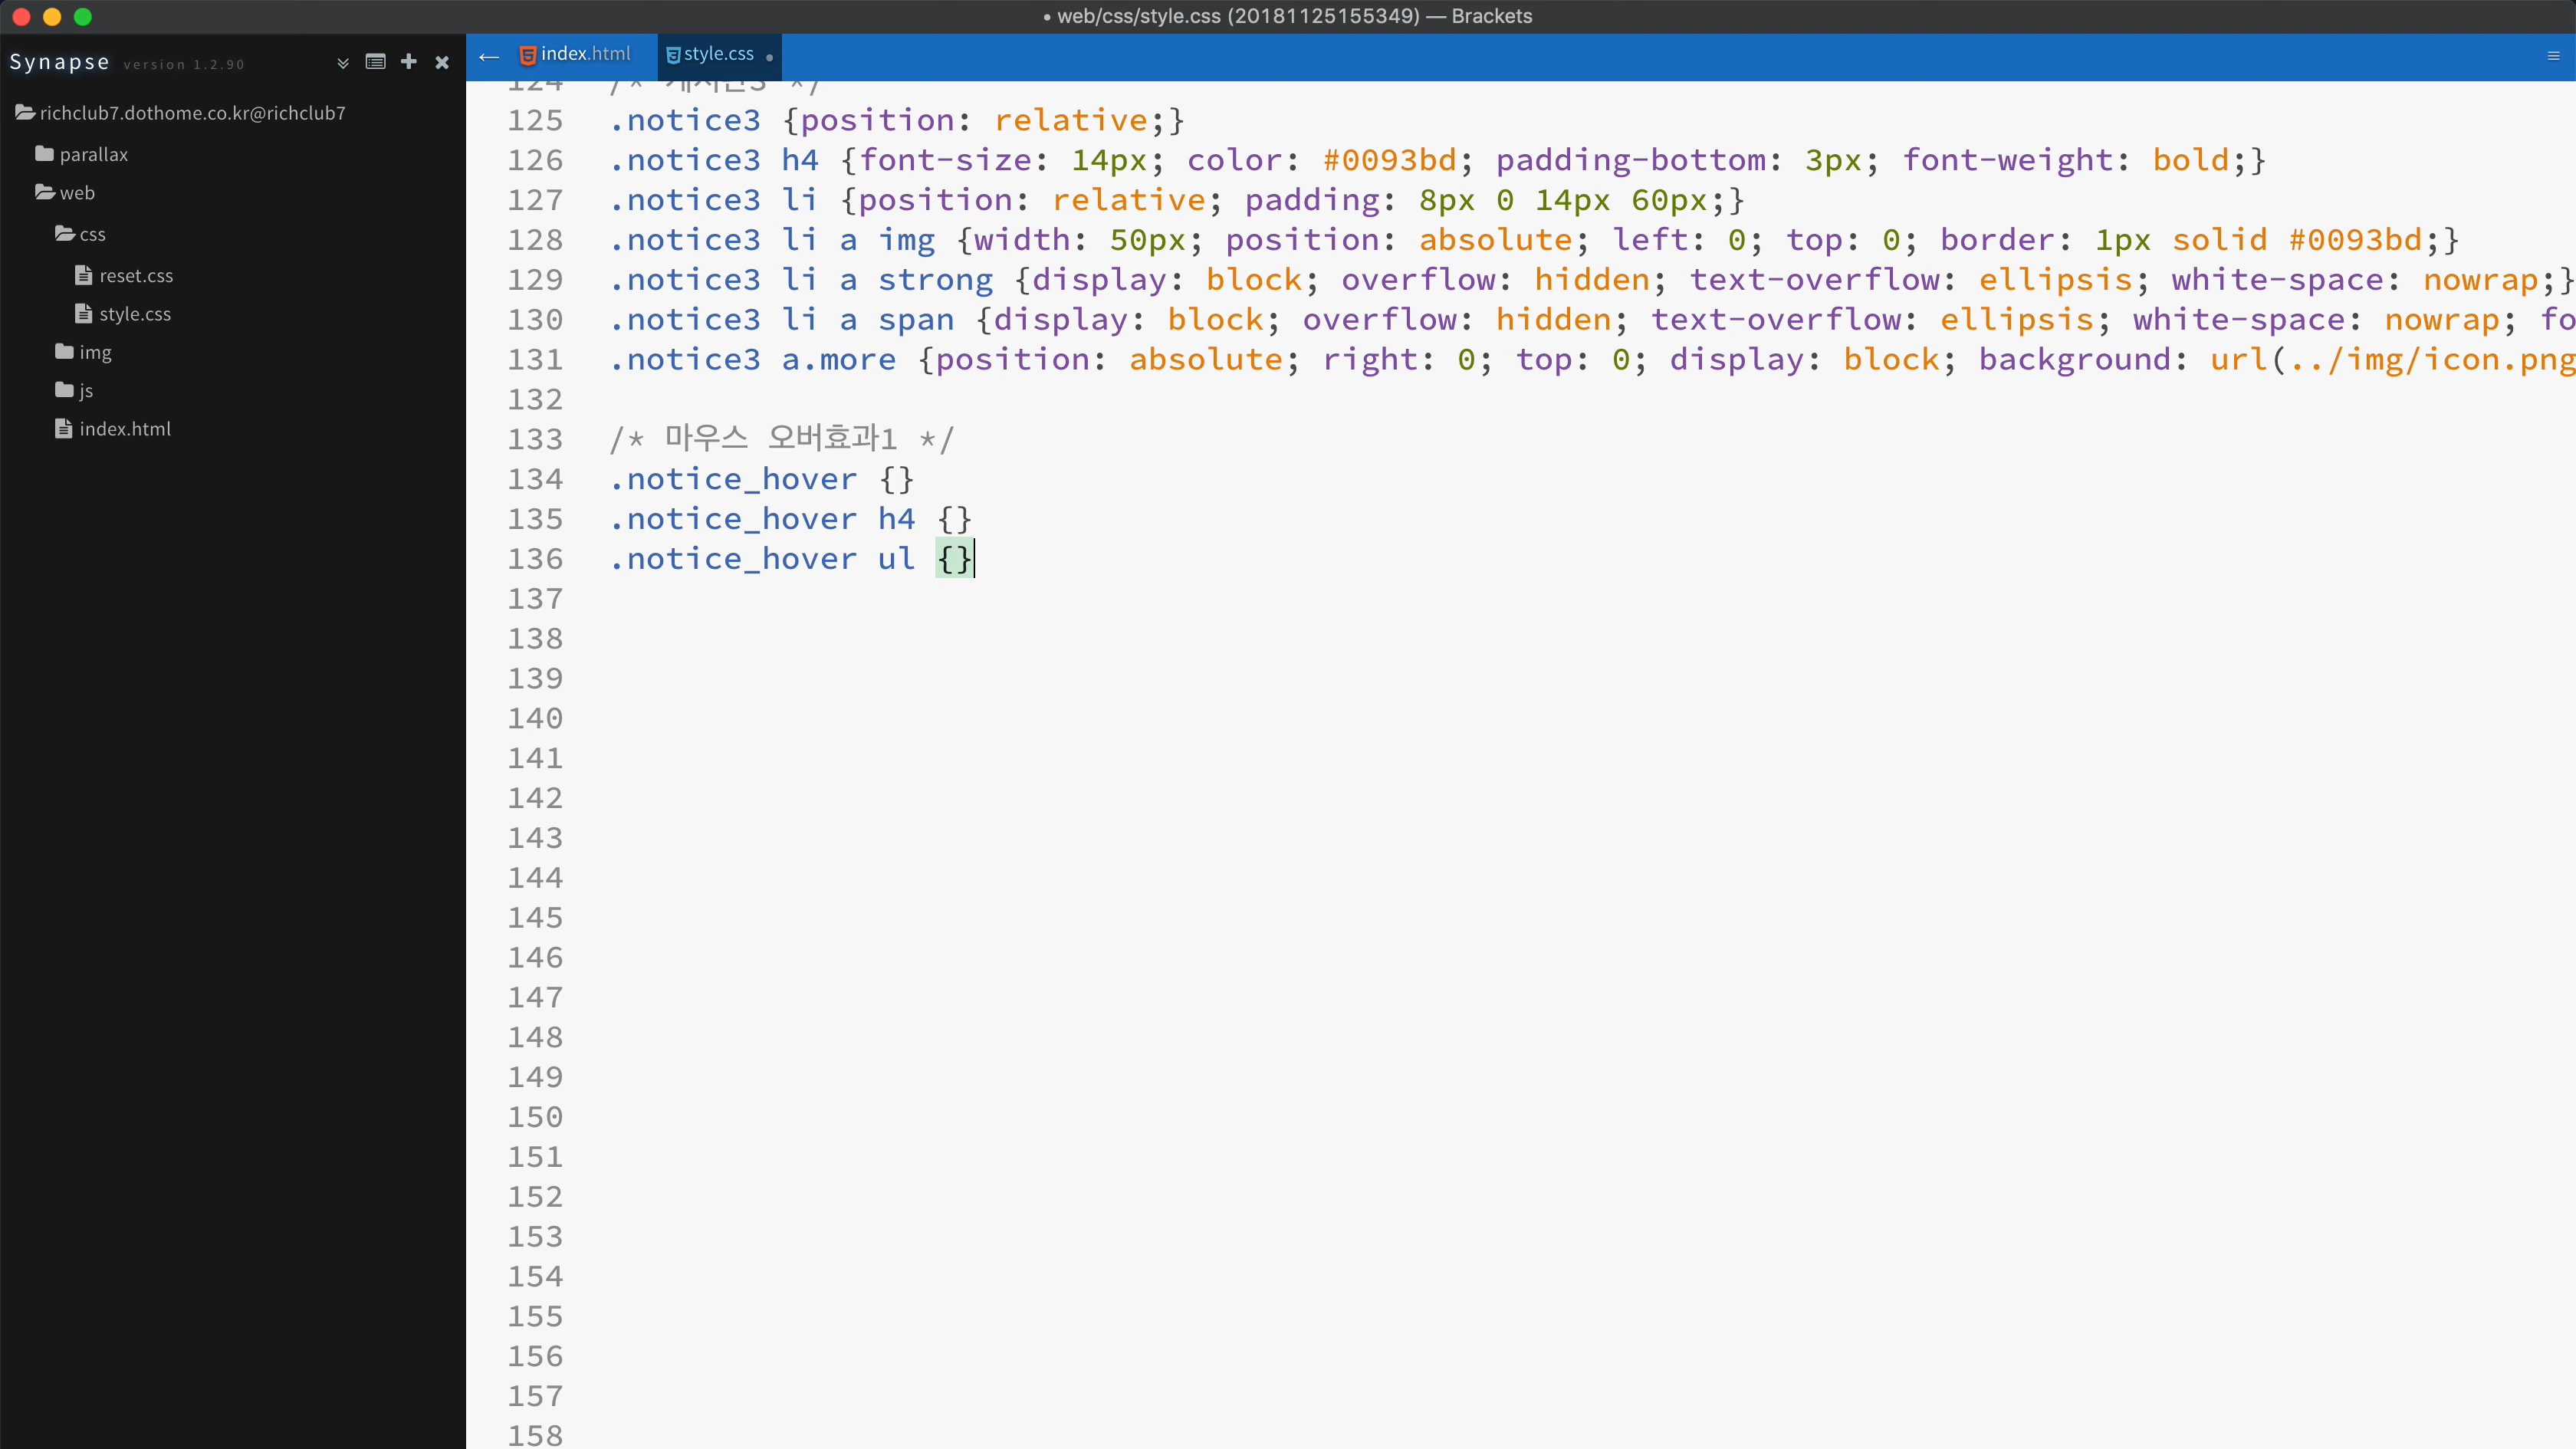 • web/css/style.css (20181125155349) — Brackets
Synapse version 1.2.90
index.html
style.css
richclub7.dothome.co.kr@richclub7
parallax
web
css
reset.css
style.css
img
js
index.html
124 /* 게시판3 */
125 .notice3 {position: relative;}
126 .notice3 h4 {font-size: 14px; color: #0093bd; padding-bottom: 3px; font-weight: bold;}
127 .notice3 li {position: relative; padding: 8px 0 14px 60px;}
128 .notice3 li a img {width: 50px; position: absolute; left: 0; top: 0; border: 1px solid #0093bd;}
129 .notice3 li a strong {display: block; overflow: hidden; text-overflow: ellipsis; white-space: nowrap;}
130 .notice3 li a span {display: block; overflow: hidden; text-overflow: ellipsis; white-space: nowrap; fo
131 .notice3 a.more {position: absolute; right: 0; top: 0; display: block; background: url(../img/icon.png
132
133 /* 마우스 오버효과1 */
134 .notice_hover {}
135 .notice_hover h4 {}
136 .notice_hover ul {}
137
138
139
140
141
142
143
144
145
146
147
148
149
150
151
152
153
154
155
156
157
158